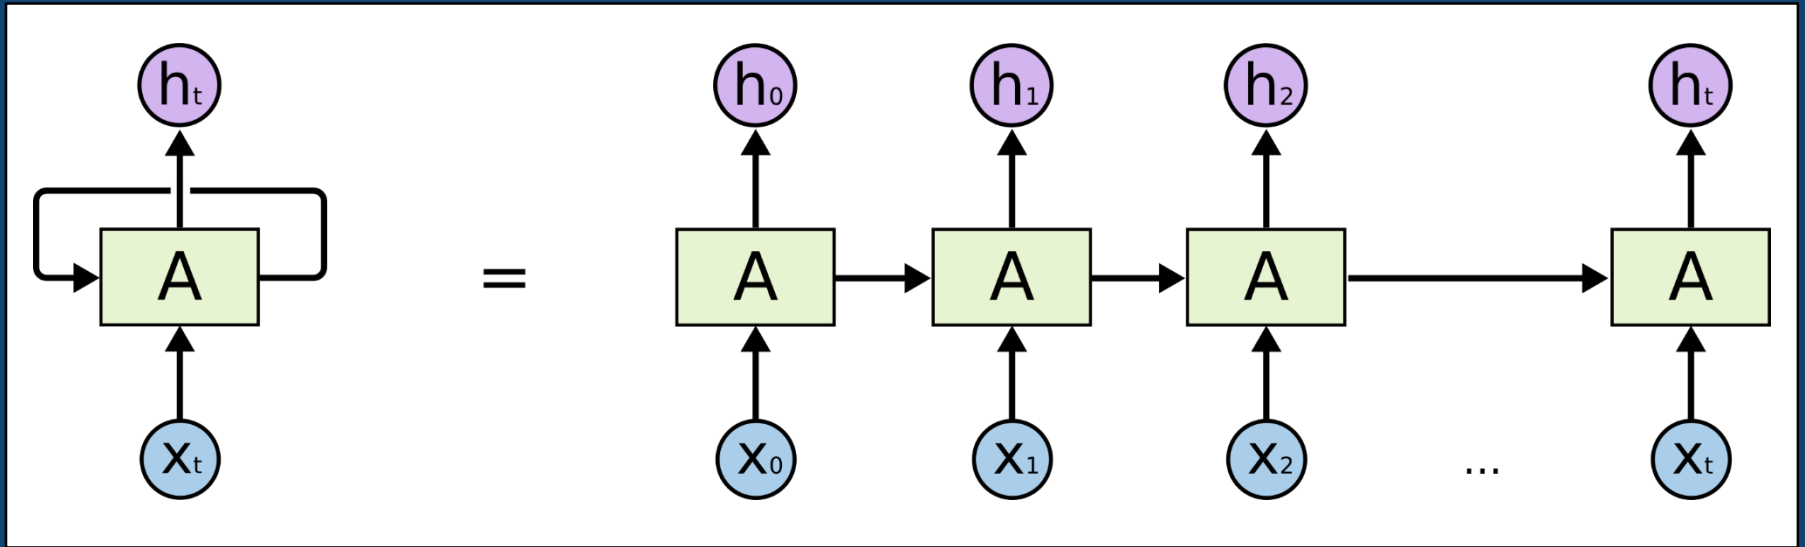 ht h0 h1 h2 ht
A = A A A A
xt x0 x1 x2 ... xt